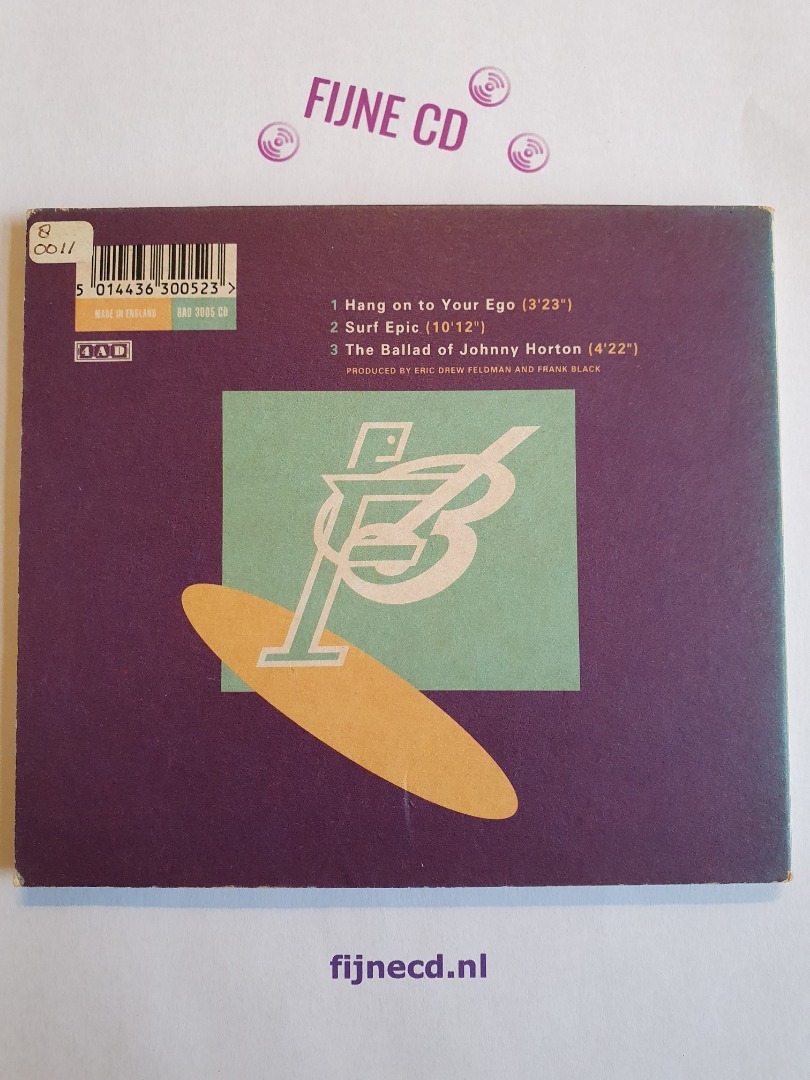 FIJNE CD
8
0011
5 014436 300523 >
MADE IN ENGLAND BAD 3005 CD
4AD
1 Hang on to Your Ego (3'23")
2 Surf Epic (10'12")
3 The Ballad of Johnny Horton (4'22")
PRODUCED BY ERIC DREW FELDMAN AND FRANK BLACK
fijnecd.nl